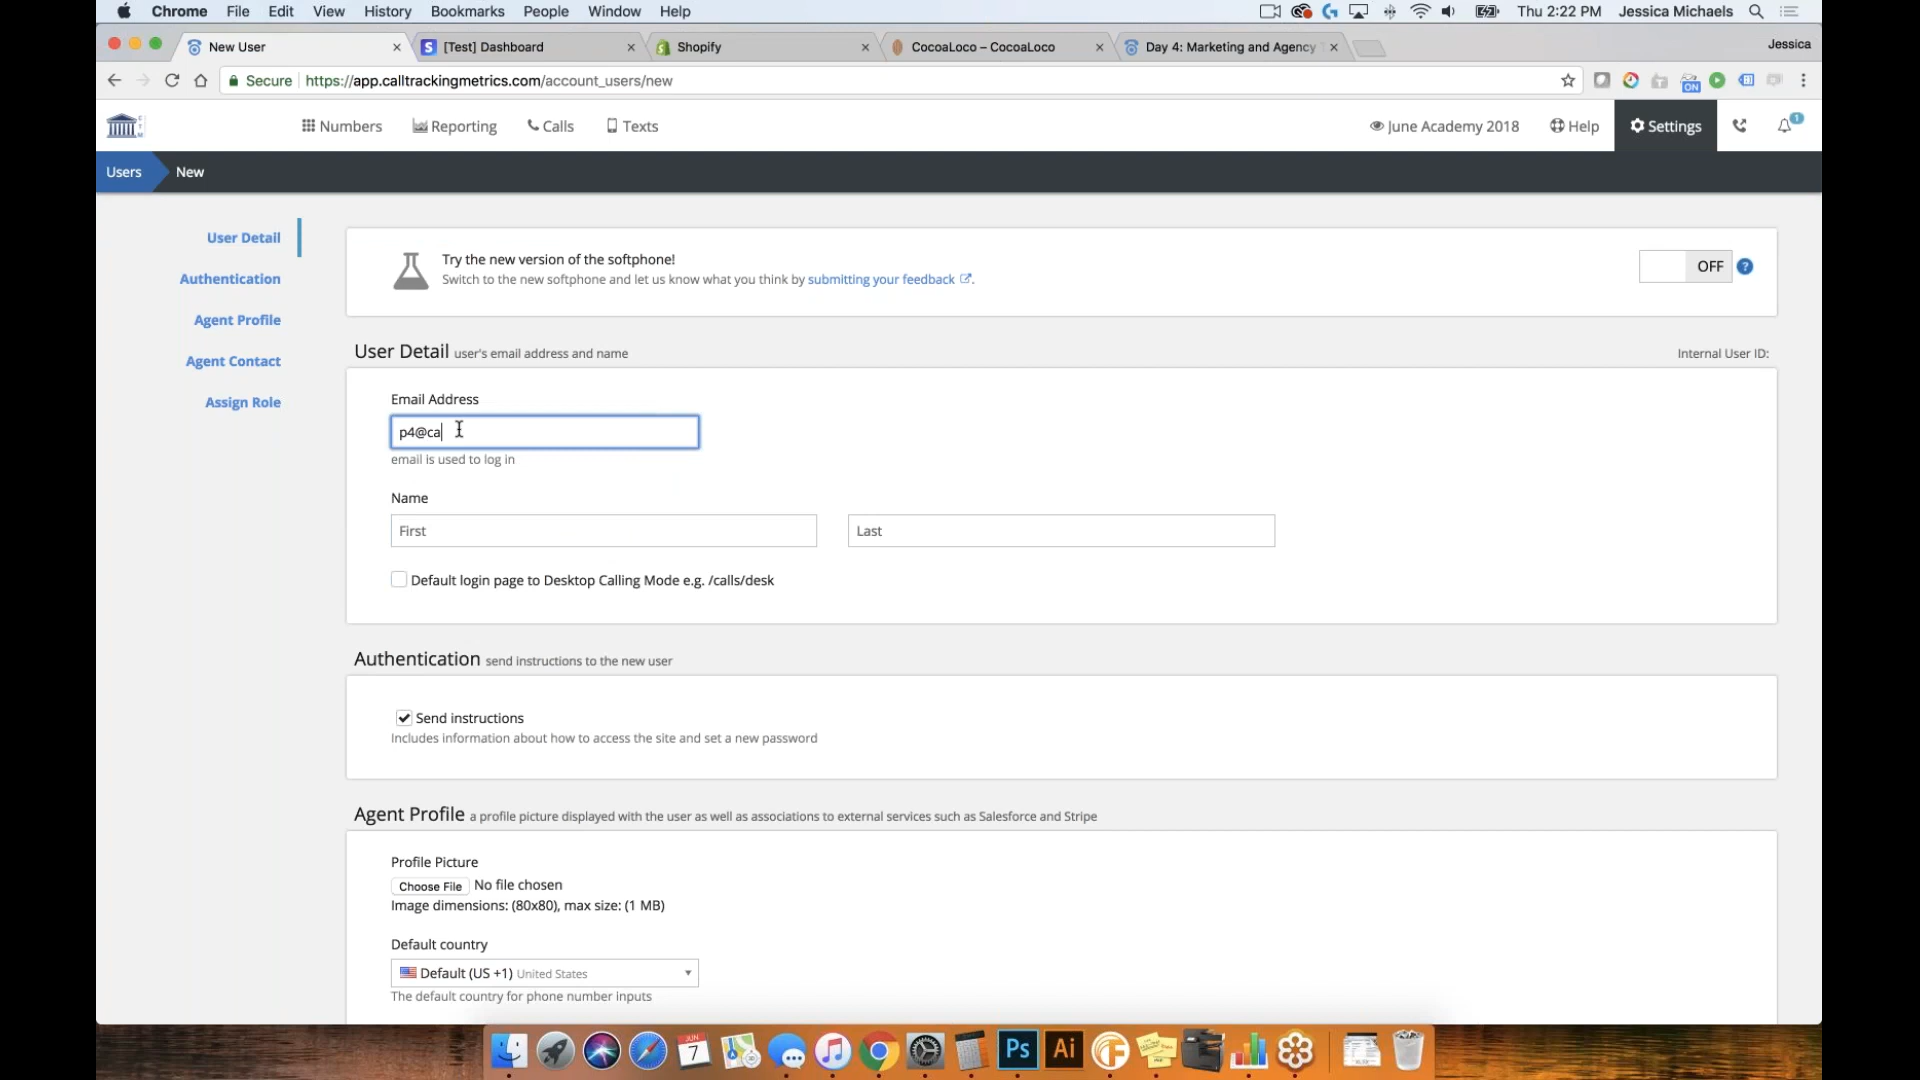 Chrome File Edit View History Bookmarks People Window Help Thu 2:22 PM Jessica Michaels
New User [Test] Dashboard Shopify CocoaLoco – CocoaLoco Day 4: Marketing and Agency Jessica
Secure https://app.calltrackingmetrics.com/account_users/new ON
CTM Numbers Reporting Calls Texts June Academy 2018 Help Settings 1
Users New
User Detail
Authentication
Agent Profile
Agent Contact
Assign Role
Try the new version of the softphone!
Switch to the new softphone and let us know what you think by submitting your feedback .
OFF ?
User Detail user's email address and name Internal User ID:
Email Address
p4@ca
email is used to log in
Name
First Last
Default login page to Desktop Calling Mode e.g. /calls/desk
Authentication send instructions to the new user
Send instructions
Includes information about how to access the site and set a new password
Agent Profile a profile picture displayed with the user as well as associations to external services such as Salesforce and Stripe
Profile Picture
Choose File No file chosen
Image dimensions: (80x80), max size: (1 MB)
Default country
Default (US +1) United States
The default country for phone number inputs
JUN
7
Ps Ai